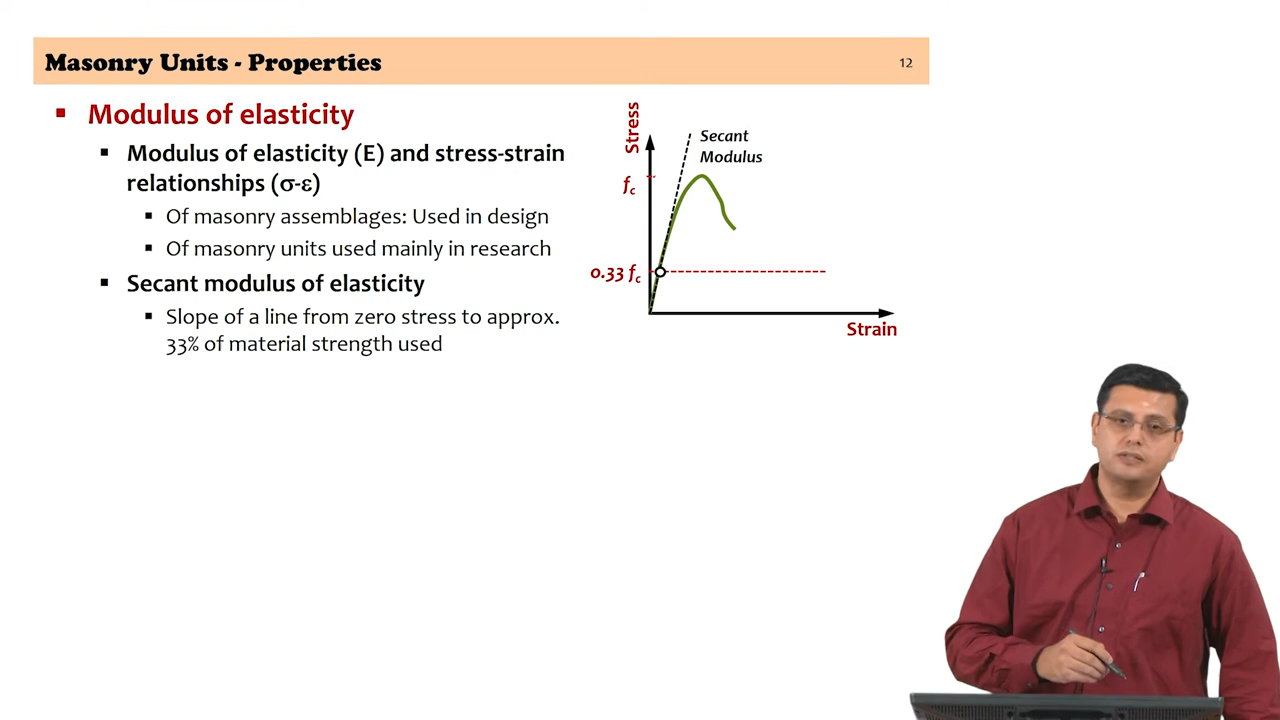 Masonry Units - Properties
12
Modulus of elasticity
Modulus of elasticity (E) and stress-strain
relationships (σ-ε)
Of masonry assemblages: Used in design
Of masonry units used mainly in research
Secant modulus of elasticity
Slope of a line from zero stress to approx.
33% of material strength used
Stress
Secant
Modulus
fc
0.33 fc
Strain